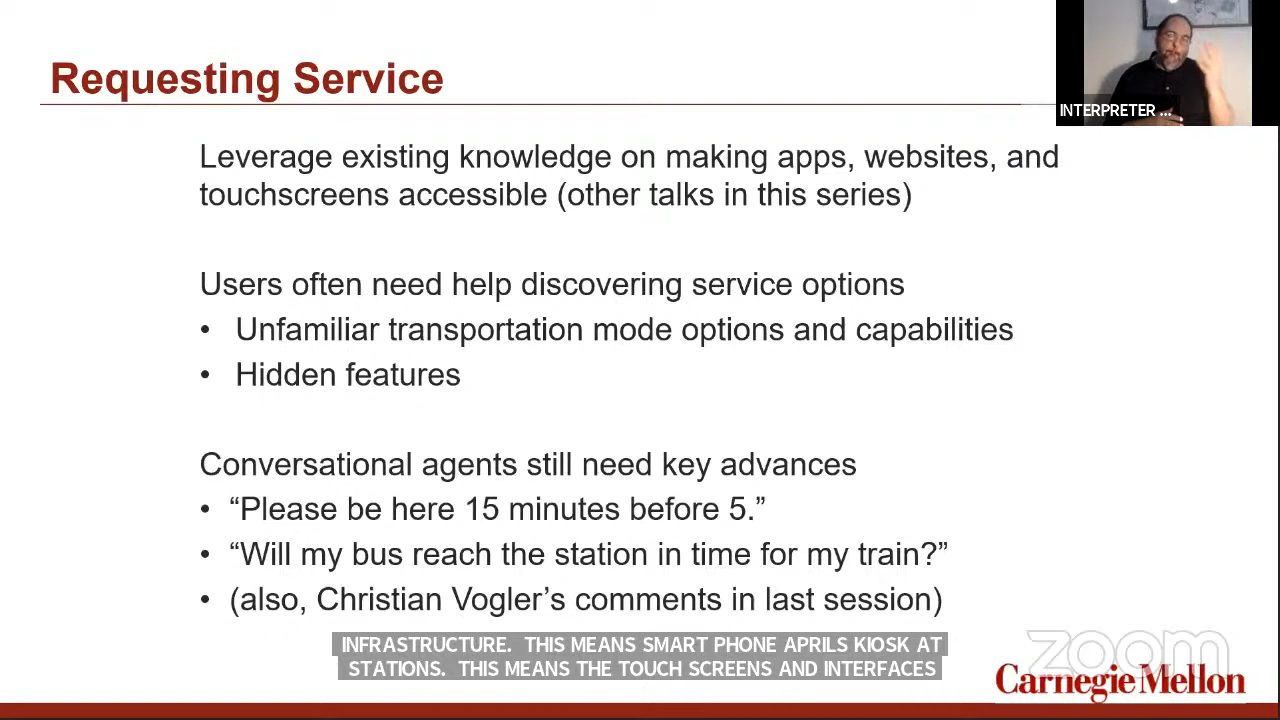 Requesting Service
INTERPRETER ...
Leverage existing knowledge on making apps, websites, and
touchscreens accessible (other talks in this series)
Users often need help discovering service options
• Unfamiliar transportation mode options and capabilities
• Hidden features
Conversational agents still need key advances
• “Please be here 15 minutes before 5.”
• “Will my bus reach the station in time for my train?”
• (also, Christian Vogler’s comments in last session)
INFRASTRUCTURE.  THIS MEANS SMART PHONE APRILS KIOSK AT
STATIONS.  THIS MEANS THE TOUCH SCREENS AND INTERFACES
zoom
Carnegie Mellon